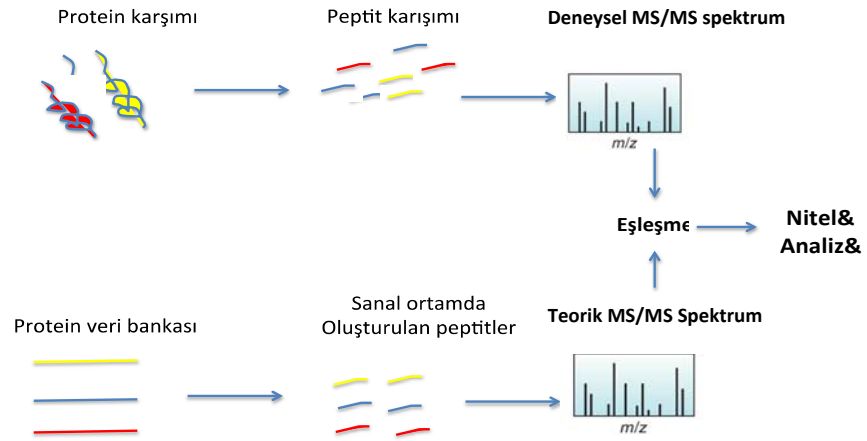 Protein karşımı
Peptit karışımı
Deneysel MS/MS spektrum
m/z
Eşleşme
Nitel&
Analiz&
Protein veri bankası
Sanal ortamda
Oluşturulan peptitler
Teorik MS/MS Spektrum
m/z